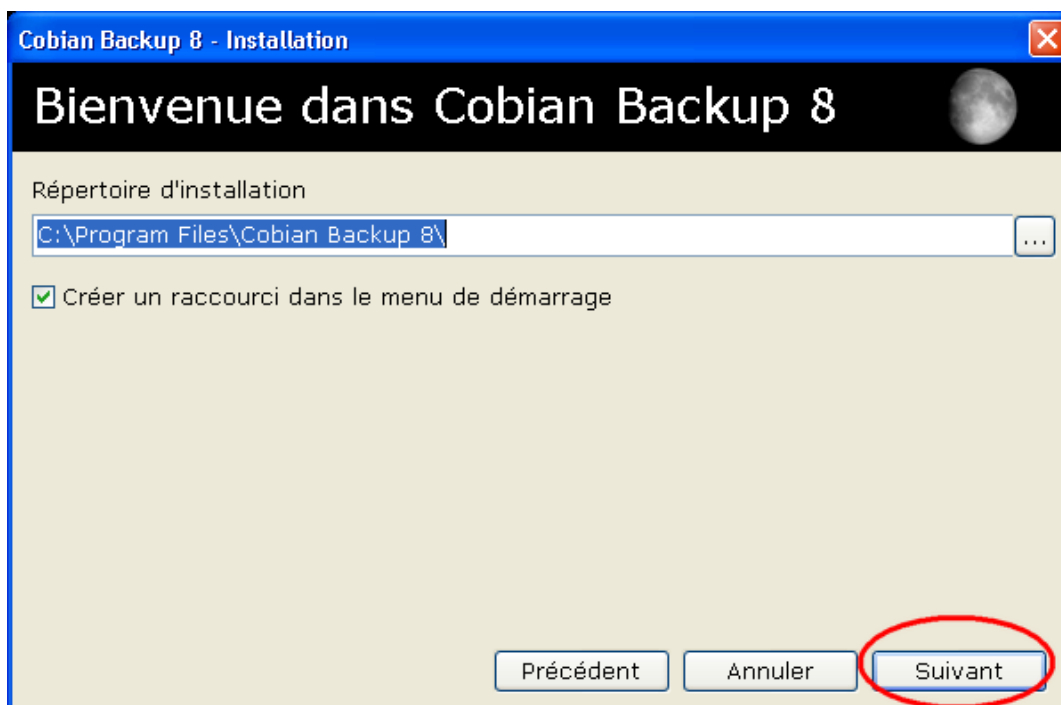 Cobian Backup 8 - Installation
Bienvenue dans Cobian Backup 8
Répertoire d'installation
C:\Program Files\Cobian Backup 8\
...
Créer un raccourci dans le menu de démarrage
Précédent
Annuler
Suivant